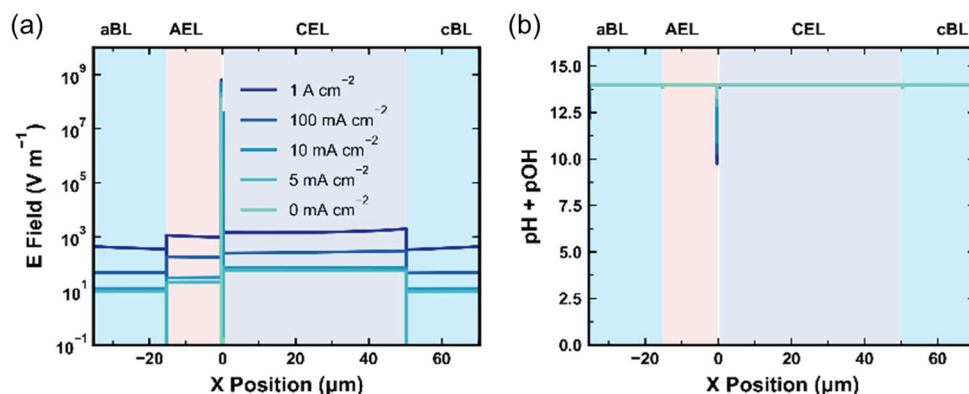 (a)
aBL AEL CEL cBL
E Field (V m⁻¹)
10⁹
10⁷
10⁵
10³
10¹
10⁻¹
1 A cm⁻²
100 mA cm⁻²
10 mA cm⁻²
5 mA cm⁻²
0 mA cm⁻²
−20 0 20 40 60
X Position (μm)
(b)
aBL AEL CEL cBL
pH + pOH
15.0
12.5
10.0
7.5
5.0
2.5
0.0
−20 0 20 40 60
X Position (μm)